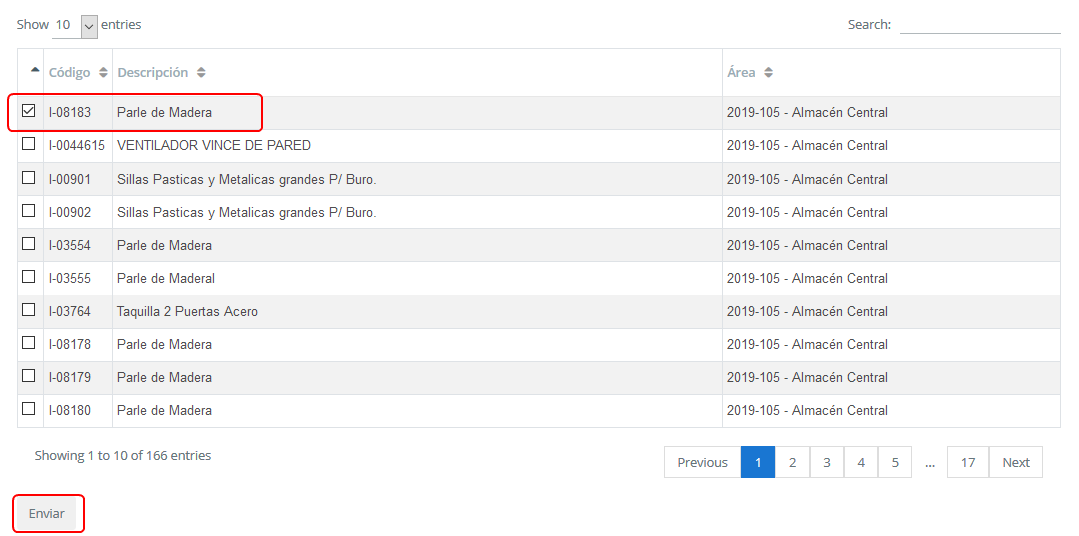 Show 10 entries Search:
Código Descripción Área
I-08183 Parle de Madera 2019-105 - Almacén Central
I-0044615 VENTILADOR VINCE DE PARED 2019-105 - Almacén Central
I-00901 Sillas Pasticas y Metalicas grandes P/ Buro. 2019-105 - Almacén Central
I-00902 Sillas Pasticas y Metalicas grandes P/ Buro. 2019-105 - Almacén Central
I-03554 Parle de Madera 2019-105 - Almacén Central
I-03555 Parle de Maderal 2019-105 - Almacén Central
I-03764 Taquilla 2 Puertas Acero 2019-105 - Almacén Central
I-08178 Parle de Madera 2019-105 - Almacén Central
I-08179 Parle de Madera 2019-105 - Almacén Central
I-08180 Parle de Madera 2019-105 - Almacén Central
Showing 1 to 10 of 166 entries Previous 1 2 3 4 5 ... 17 Next
Enviar